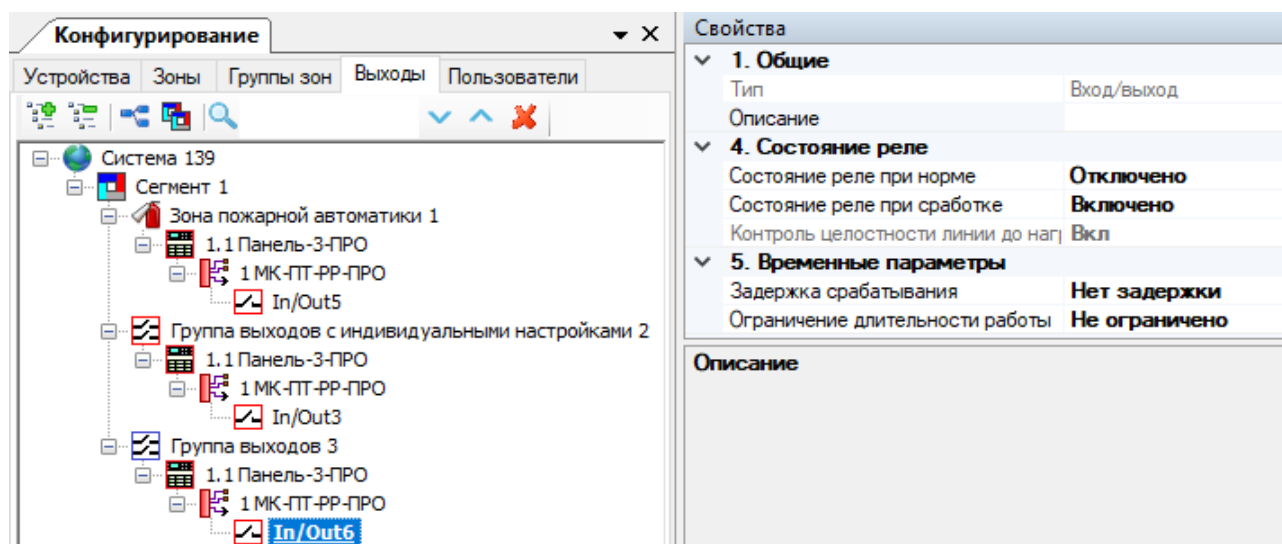 Конфигурирование
Устройства Зоны Группы зон Выходы Пользователи
Система 139
Сегмент 1
Зона пожарной автоматики 1
1.1 Панель-3-ПРО
1 МК-ПТ-РР-ПРО
In/Out5
Группа выходов с индивидуальными настройками 2
1.1 Панель-3-ПРО
1 МК-ПТ-РР-ПРО
In/Out3
Группа выходов 3
1.1 Панель-3-ПРО
1 МК-ПТ-РР-ПРО
In/Out6
Свойства
1. Общие
Тип Вход/выход
Описание
4. Состояние реле
Состояние реле при норме Отключено
Состояние реле при сработке Включено
Контроль целостности линии до наг Вкл
5. Временные параметры
Задержка срабатывания Нет задержки
Ограничение длительности работы Не ограничено
Описание